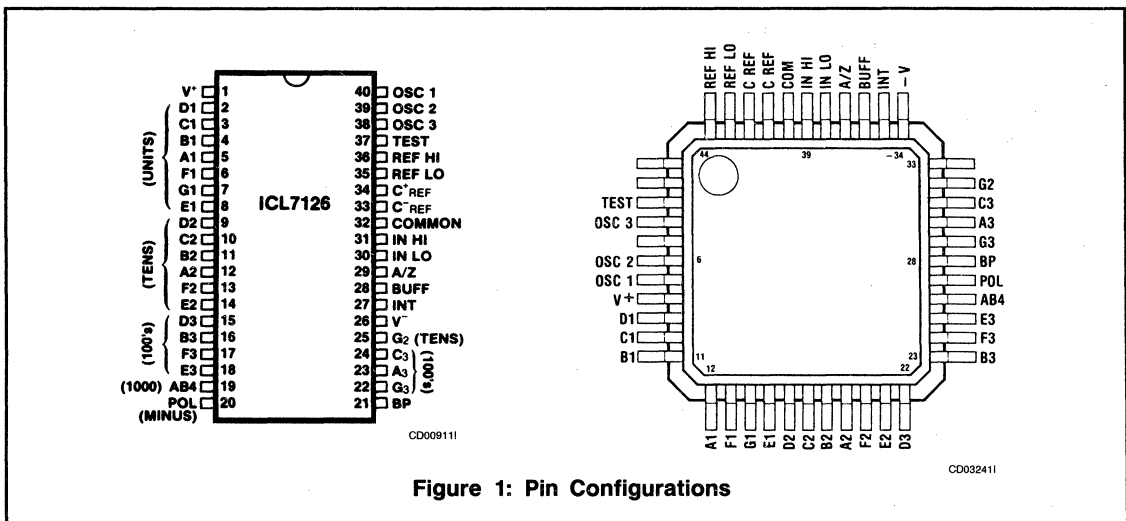 V+ 1 40 OSC 1
D1 2 39 OSC 2
C1 3 38 OSC 3
B1 4 37 TEST
A1 5 36 REF HI
F1 6 35 REF LO
G1 7 34 C+REF
E1 8 33 C−REF
D2 9 32 COMMON
C2 10 31 IN HI
B2 11 30 IN LO
A2 12 29 A/Z
F2 13 28 BUFF
E2 14 27 INT
D3 15 26 V−
B3 16 25 G2 (TENS)
F3 17 24 C3
E3 18 23 A3
(1000) AB4 19 22 G3
POL 20 21 BP
(MINUS)
(UNITS)
(TENS)
(100's)
ICL7126
(100's)
CD00911I
REF HI
REF LO
C REF
C REF
COM
IN HI
IN LO
A/Z
BUFF
INT
−V
44 39 −34 33
TEST
OSC 3
OSC 2
OSC 1
V+
D1
C1
B1
6
11
12
28
23
22
G2
C3
A3
G3
BP
POL
AB4
E3
F3
B3
A1
F1
G1
E1
D2
C2
B2
A2
F2
E2
D3
CD03241I
Figure 1: Pin Configurations